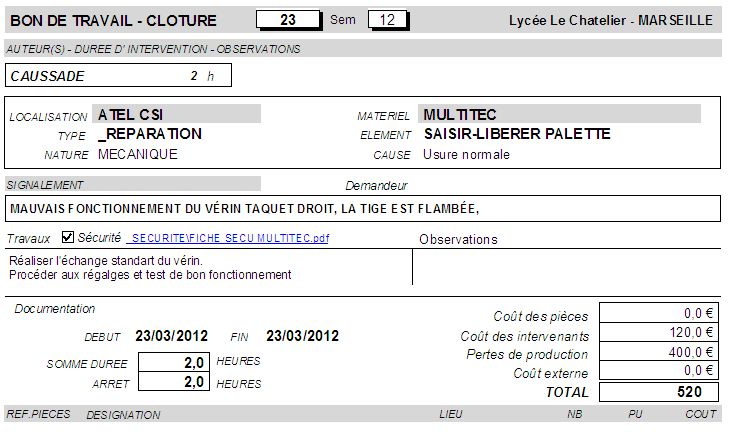 BON DE TRAVAIL - CLOTURE 23 Sem 12 Lycée Le Chatelier - MARSEILLE
AUTEUR(S) - DUREE D' INTERVENTION - OBSERVATIONS
CAUSSADE 2 h
LOCALISATION ATEL CSI MATERIEL MULTITEC
TYPE _REPARATION ELEMENT SAISIR-LIBERER PALETTE
NATURE MECANIQUE CAUSE Usure normale
SIGNALEMENT Demandeur
MAUVAIS FONCTIONNEMENT DU VÉRIN TAQUET DROIT, LA TIGE EST FLAMBÉE,
Travaux Sécurité _SECURITE\FICHE SECU MULTITEC.pdf Observations
Réaliser l'échange standart du vérin.
Procéder aux régalges et test de bon fonctionnement
Documentation
DEBUT 23/03/2012 FIN 23/03/2012
SOMME DUREE 2,0 HEURES
ARRET 2,0 HEURES
Coût des pièces 0,0 €
Coût des intervenants 120,0 €
Pertes de production 400,0 €
Coût externe 0,0 €
TOTAL 520
REF.PIECES DESIGNATION LIEU NB PU COUT